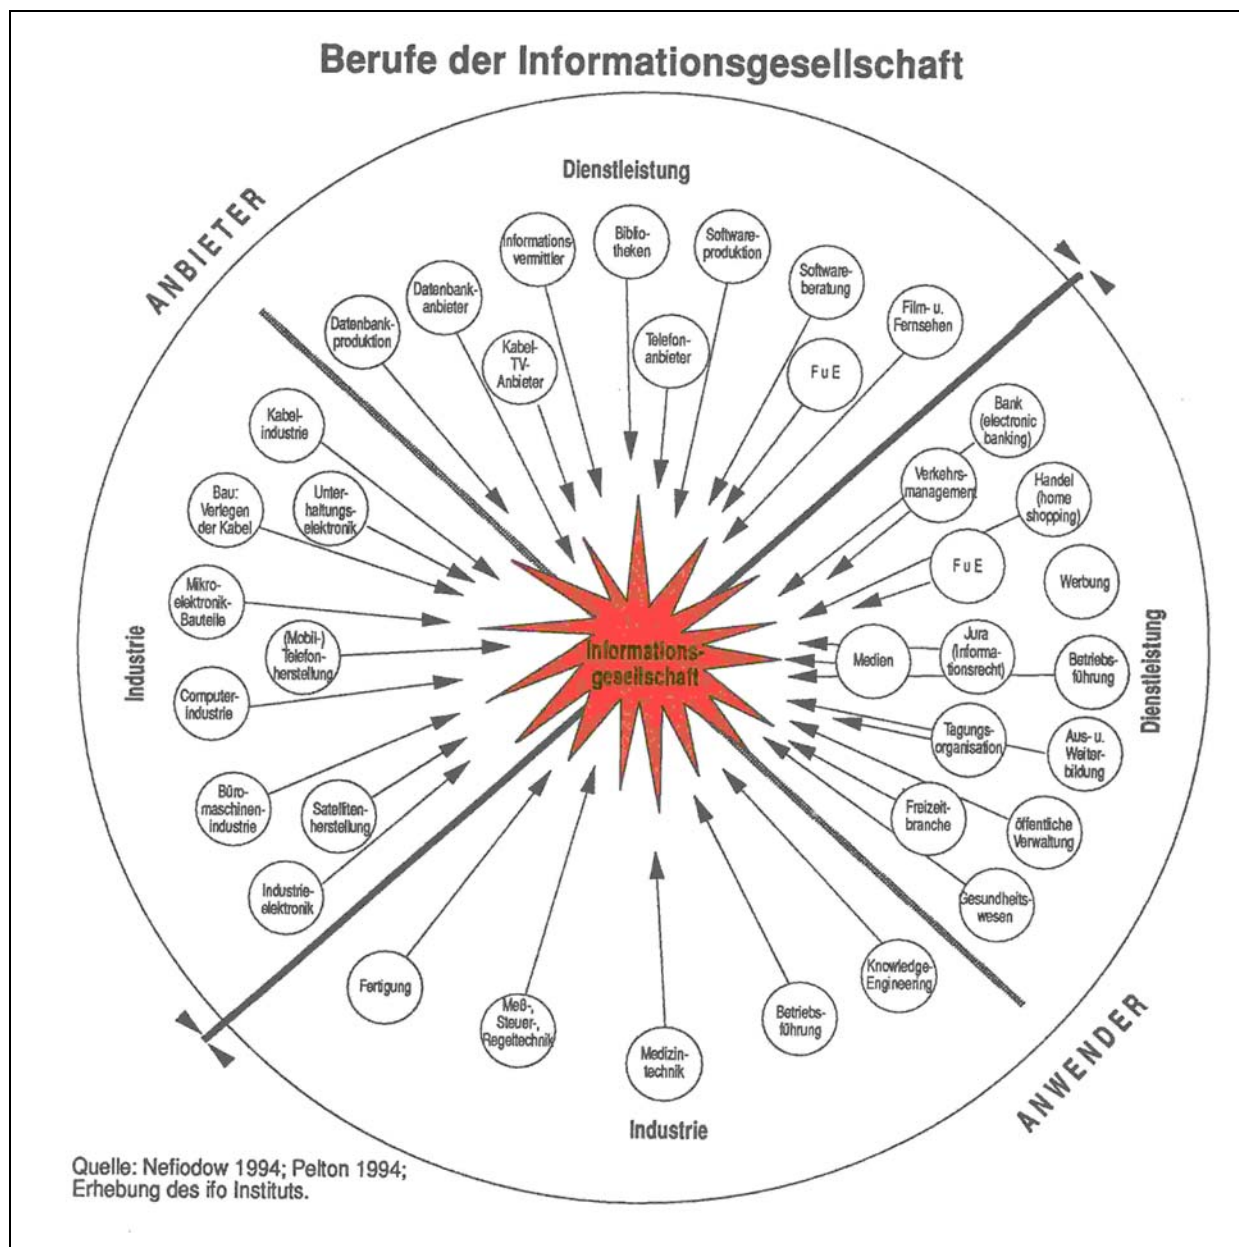 Berufe der Informationsgesellschaft
ANBIETER
Dienstleistung
Informations-
vermittler
Biblio-
theken
Software-
produktion
Datenbank-
anbieter
Software-
beratung
Datenbank-
produktion
Kabel-
TV-
Anbieter
Telefon-
anbieter
F u E
Film- u.
Fernsehen
Kabel-
industrie
Bau:
Verlegen
der Kabel
Unter-
haltungs-
elektronik
Mikro-
elektronik-
Bauteile
(Mobil-)
Telefon-
herstellung
Industrie
Computer-
industrie
Büro-
maschinen-
industrie
Satelliten-
herstellung
Industrie-
elektronik
Informations-
gesellschaft
Bank
(electronic
banking)
Verkehrs-
management
Handel
(home
shopping)
F u E
Werbung
Medien
Jura
(Informa-
tionsrecht)
Betriebs-
führung
Dienstleistung
Tagungs-
organisation
Aus- u.
Weiter-
bildung
Freizeit-
branche
öffentliche
Verwaltung
Gesundheits-
wesen
ANWENDER
Fertigung
Meß-,
Steuer-,
Regeltechnik
Medizin-
technik
Betriebs-
führung
Knowledge-
Engineering
Industrie
Quelle: Nefiodow 1994; Pelton 1994;
Erhebung des ifo Instituts.